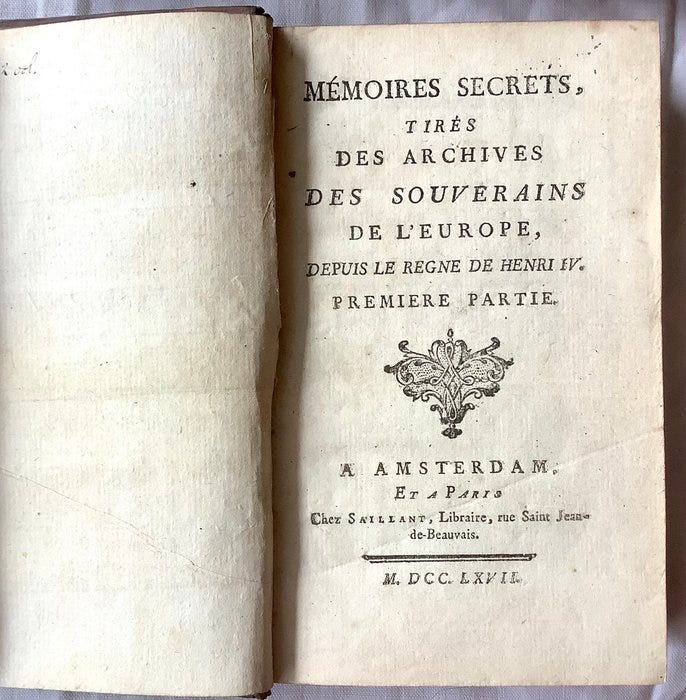 MÉMOIRES SECRETS,
TIRÉS
DES ARCHIVES
DES SOUVERAINS
DE L'EUROPE,
DEPUIS LE REGNE DE HENRI IV.
PREMIERE PARTIE.
A AMSTERDAM,
ET A PARIS
Chez SAILLANT, Libraire, rue Saint Jean-
de-Beauvais.
M. DCC. LXVII.